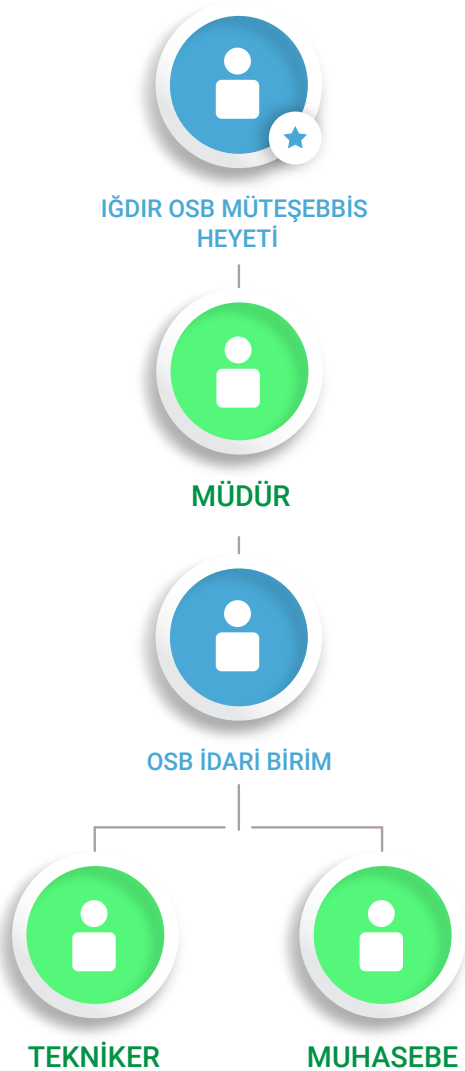 IĞDIR OSB MÜTEŞEBBİS
HEYETİ
MÜDÜR
OSB İDARİ BİRİM
TEKNİKER
MUHASEBE